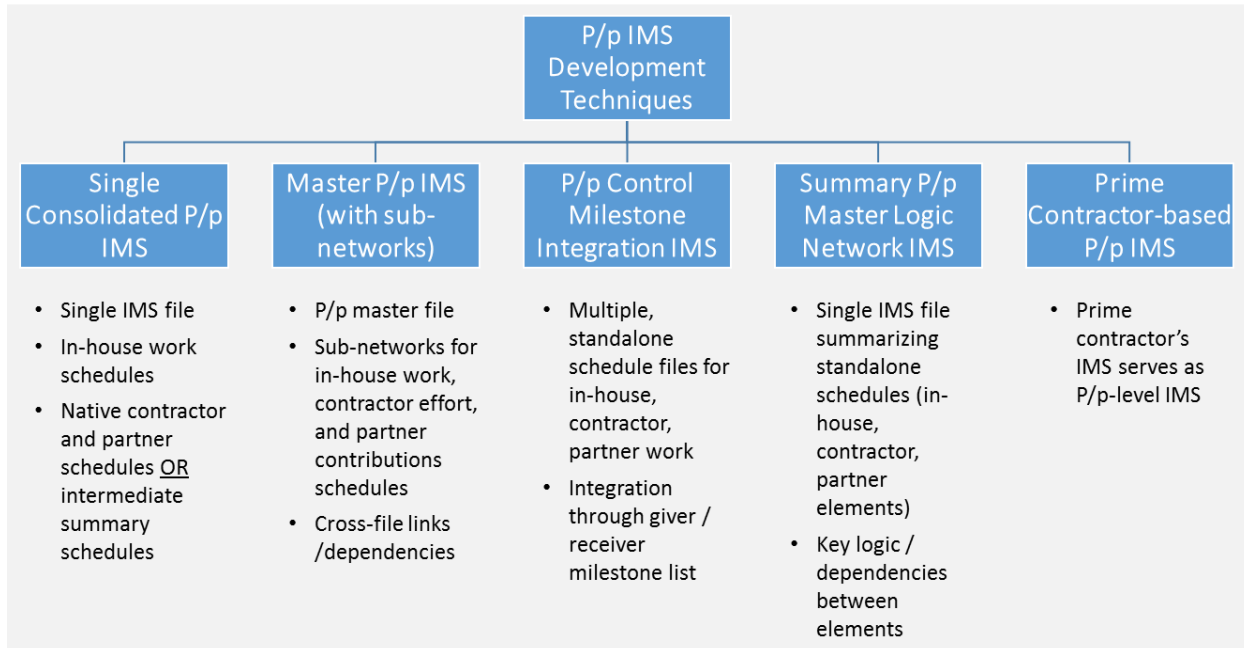 P/p IMS
Development
Techniques
Single
Consolidated P/p
IMS
• Single IMS file
• In-house work
schedules
• Native contractor
and partner
schedules OR
intermediate
summary
schedules
Master P/p IMS
(with sub-
networks)
• P/p master file
• Sub-networks for
in-house work,
contractor effort,
and partner
contributions
schedules
• Cross-file links
/dependencies
P/p Control
Milestone
Integration IMS
• Multiple,
standalone
schedule files for
in-house,
contractor,
partner work
• Integration
through giver /
receiver
milestone list
Summary P/p
Master Logic
Network IMS
• Single IMS file
summarizing
standalone
schedules (in-
house,
contractor,
partner
elements)
• Key logic /
dependencies
between
elements
Prime
Contractor-based
P/p IMS
• Prime
contractor’s
IMS serves as
P/p-level IMS